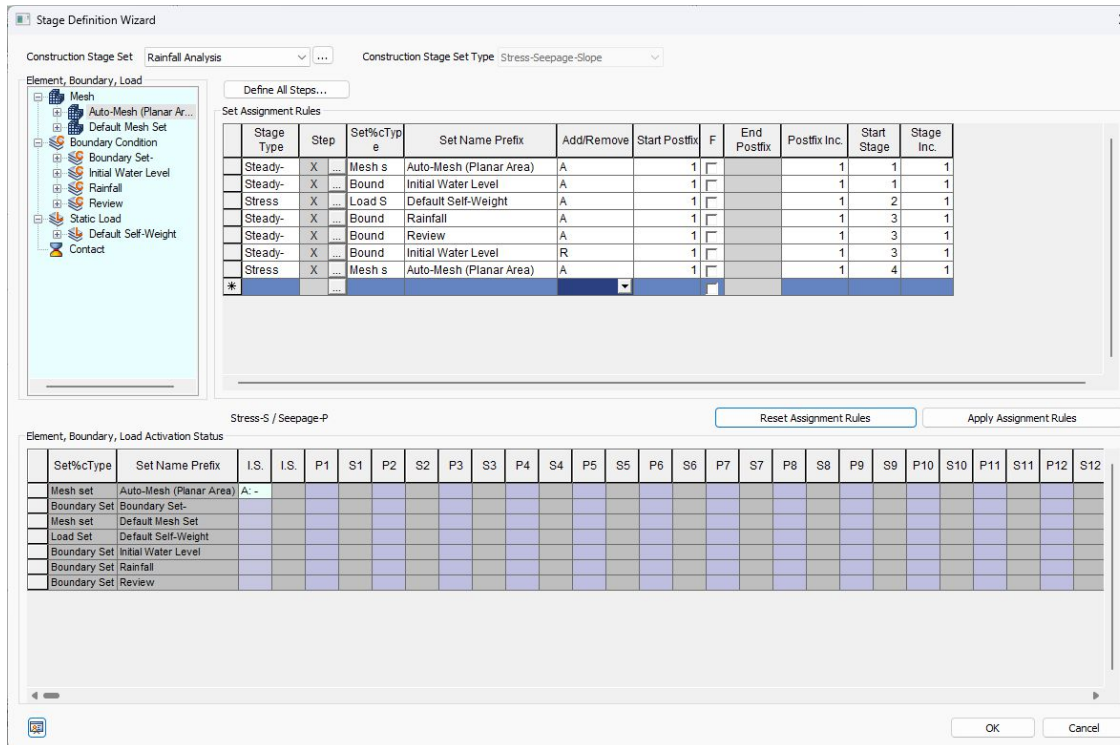 Stage Definition Wizard
Construction Stage Set Rainfall Analysis ... Construction Stage Set Type Stress-Seepage-Slope
Element, Boundary, Load
Mesh
Auto-Mesh (Planar Ar...
Default Mesh Set
Boundary Condition
Boundary Set-
Initial Water Level
Rainfall
Review
Static Load
Default Self-Weight
Contact
Define All Steps...
Set Assignment Rules
Stage Type Step Set%cTyp e Set Name Prefix Add/Remove Start Postfix F End Postfix Postfix Inc. Start Stage Stage Inc.
Steady- X ... Mesh s Auto-Mesh (Planar Area) A 1 1 1 1
Steady- X ... Bound Initial Water Level A 1 1 1 1
Stress X ... Load S Default Self-Weight A 1 1 2 1
Steady- X ... Bound Rainfall A 1 1 3 1
Steady- X ... Bound Review A 1 1 3 1
Steady- X ... Bound Initial Water Level R 1 1 3 1
Stress X ... Mesh s Auto-Mesh (Planar Area) A 1 1 4 1
* ...
Stress-S / Seepage-P
Reset Assignment Rules Apply Assignment Rules
Element, Boundary, Load Activation Status
Set%cType Set Name Prefix I.S. I.S. P1 S1 P2 S2 P3 S3 P4 S4 P5 S5 P6 S6 P7 S7 P8 S8 P9 S9 P10 S10 P11 S11 P12 S12
Mesh set Auto-Mesh (Planar Area) A: -
Boundary Set Boundary Set-
Mesh set Default Mesh Set
Load Set Default Self-Weight
Boundary Set Initial Water Level
Boundary Set Rainfall
Boundary Set Review
OK Cancel